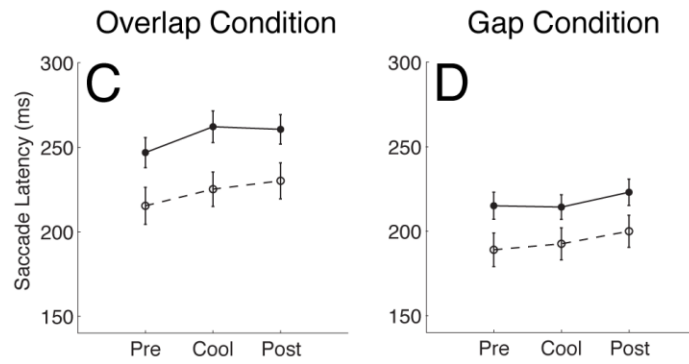 Overlap Condition
Gap Condition
C
D
Saccade Latency (ms)
300
250
200
150
Pre
Cool
Post
300
250
200
150
Pre
Cool
Post